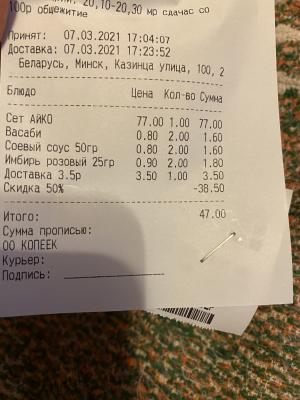 20,10-20,30 мр сдачас со
100р общежитие
Принят: 07.03.2021 17:04:07
Доставка: 07.03.2021 17:23:52
Беларусь, Минск, Казинца улица, 100, 2
Блюдо Цена Кол-во Сумма
Сет АЙКО 77.00 1.00 77.00
Васаби 0.80 2.00 1.60
Соевый соус 50гр 0.80 2.00 1.60
Имбирь розовый 25гр 0.90 2.00 1.80
Доставка 3.5р 3.50 1.00 3.50
Скидка 50% -38.50
Итого: 47.00
Сумма прописью:
00 КОПЕЕК
Курьер:
Подпись: